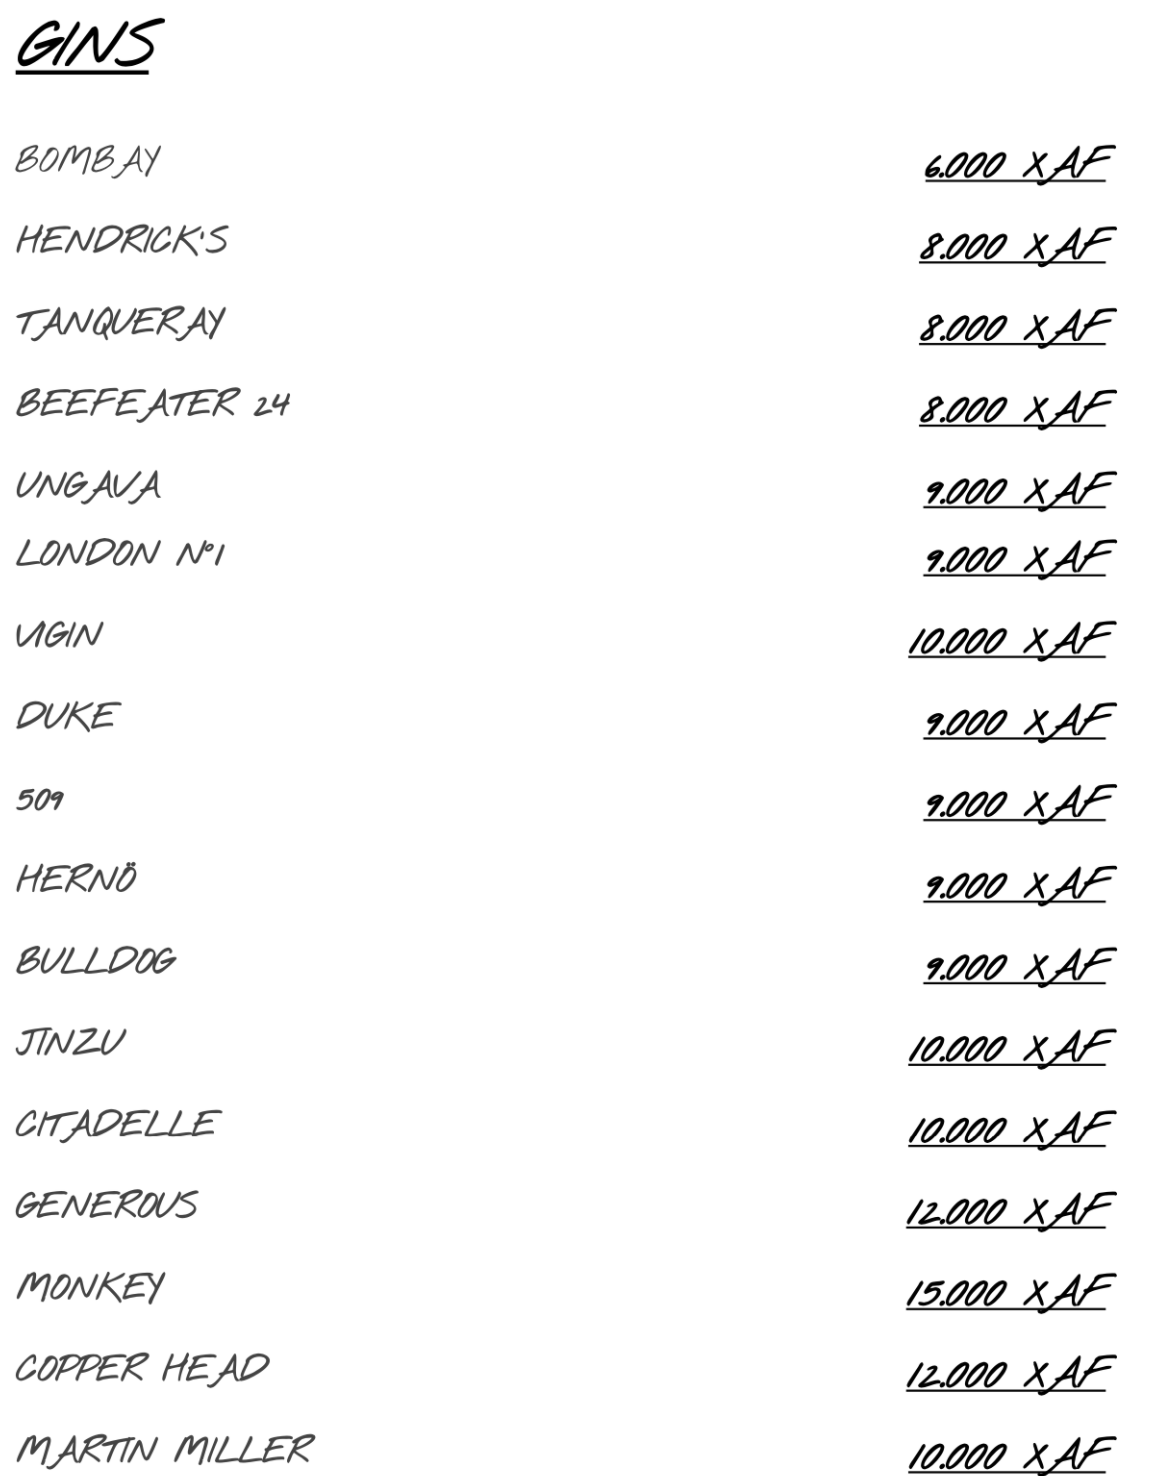 GINS
BOMBAY 6.000 XAF
HENDRICK'S 8.000 XAF
TANQUERAY 8.000 XAF
BEEFEATER 24 8.000 XAF
UNGAVA 9.000 XAF
LONDON Nº1 9.000 XAF
VIGIN 10.000 XAF
DUKE 9.000 XAF
509 9.000 XAF
HERNÖ 9.000 XAF
BULLDOG 9.000 XAF
JINZU 10.000 XAF
CITADELLE 10.000 XAF
GENEROUS 12.000 XAF
MONKEY 15.000 XAF
COPPER HEAD 12.000 XAF
MARTIN MILLER 10.000 XAF